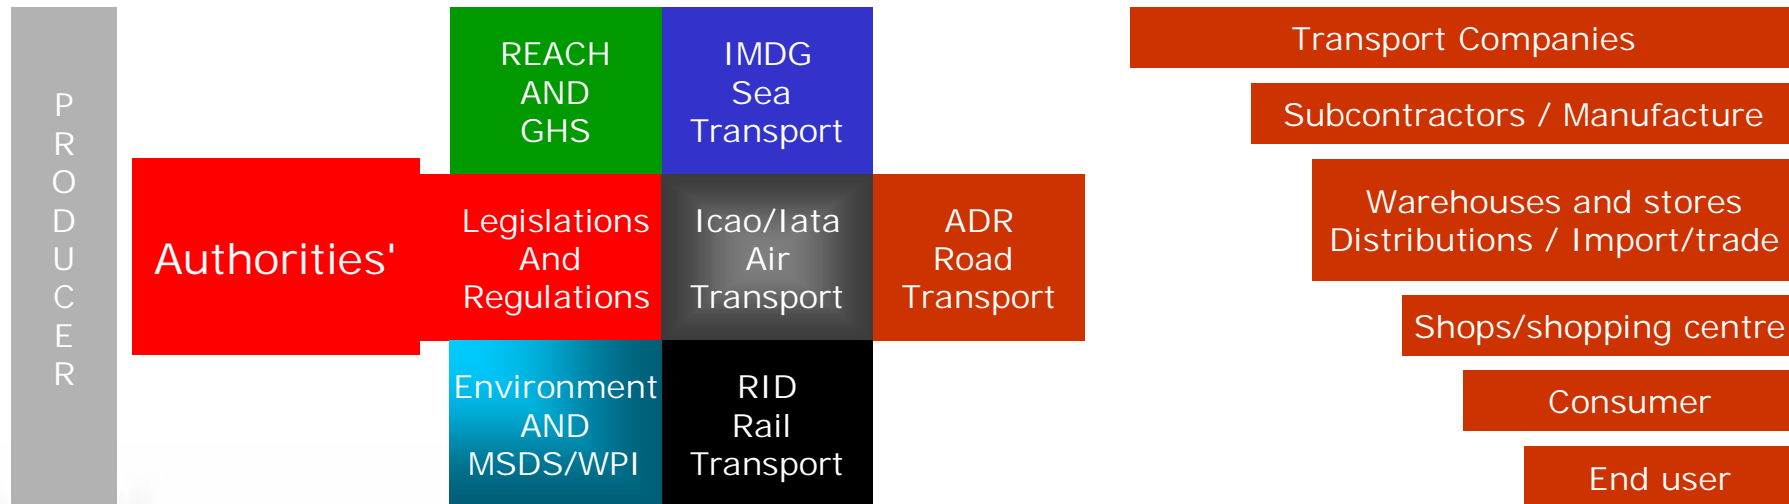 PRODUCER
Authorities'
REACH
AND
GHS
IMDG
Sea
Transport
Legislations
And
Regulations
Icao/Iata
Air
Transport
ADR
Road
Transport
Environment
AND
MSDS/WPI
RID
Rail
Transport
Transport Companies
Subcontractors / Manufacture
Warehouses and stores
Distributions / Import/trade
Shops/shopping centre
Consumer
End user